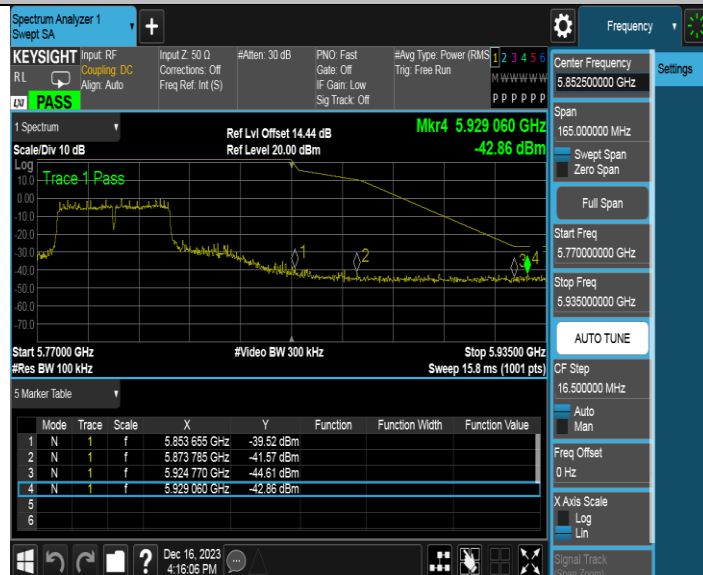 Spectrum Analyzer 1
Swept SA
+
Frequency
KEYSIGHT
RL
LXI PASS
Input: RF
Coupling: DC
Align: Auto
Input Z: 50 Ω
Corrections: Off
Freq Ref: Int (S)
#Atten: 30 dB
PNO: Fast
Gate: Off
IF Gain: Low
Sig Track: Off
#Avg Type: Power (RMS
Trig: Free Run
1 2 3 4 5 6
M W W W W W
P P P P P P
1 Spectrum
Scale/Div 10 dB
Ref Lvl Offset 14.44 dB
Ref Level 20.00 dBm
Mkr4 5.929 060 GHz
-42.86 dBm
Log
Trace 1 Pass
10.0
0.00
-10.0
-20.0
-30.0
-40.0
-50.0
-60.0
-70.0
1
2
3
4
Start 5.77000 GHz
#Res BW 100 kHz
#Video BW 300 kHz
Stop 5.93500 GHz
Sweep 15.8 ms (1001 pts)
5 Marker Table
Mode Trace Scale X Y Function Function Width Function Value
1 N 1 f 5.853 655 GHz -39.52 dBm
2 N 1 f 5.873 785 GHz -41.57 dBm
3 N 1 f 5.924 770 GHz -44.61 dBm
4 N 1 f 5.929 060 GHz -42.86 dBm
5
6
?
Dec 16, 2023
4:16:06 PM
Center Frequency
5.852500000 GHz
Settings
Span
165.000000 MHz
Swept Span
Zero Span
Full Span
Start Freq
5.770000000 GHz
Stop Freq
5.935000000 GHz
AUTO TUNE
CF Step
16.500000 MHz
Auto
Man
Freq Offset
0 Hz
X Axis Scale
Log
Lin
Signal Track
(Span Zoom)